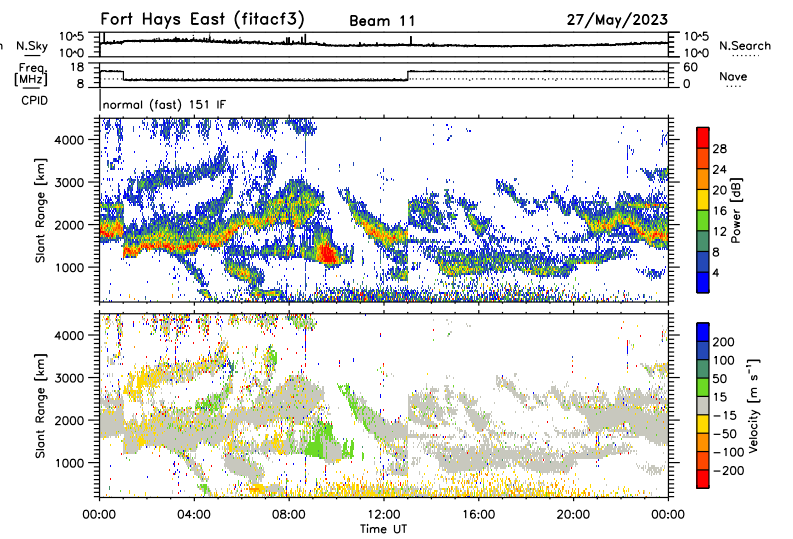 Fort Hays East (fitacf3) Beam 11 27/May/2023
N.Sky 10^5 10^0 10^5 10^0 N.Search
Freq. [MHz] 18 8 60 0 Nave
CPID normal (fast) 151 IF
Slant Range [km]
4000
3000
2000
1000
28
24
20
16
12
8
4
Power [dB]
Slant Range [km]
4000
3000
2000
1000
200
100
50
15
−15
−50
−100
−200
Velocity [m s⁻¹]
00:00 04:00 08:00 12:00 16:00 20:00 00:00
Time UT